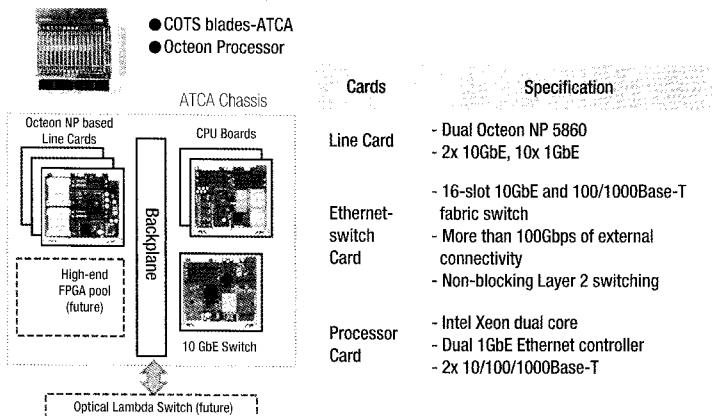 ● COTS blades-ATCA
● Octeon Processor
ATCA Chassis
Octeon NP based
Line Cards
CPU Boards
Backplane
High-end
FPGA pool
(future)
10 GbE Switch
Optical Lambda Switch (future)
Cards Specification
Line Card
- Dual Octeon NP 5860
- 2x 10GbE, 10x 1GbE
Ethernet-
switch
Card
- 16-slot 10GbE and 100/1000Base-T
fabric switch
- More than 100Gbps of external
connectivity
- Non-blocking Layer 2 switching
Processor
Card
- Intel Xeon dual core
- Dual 1GbE Ethernet controller
- 2x 10/100/1000Base-T